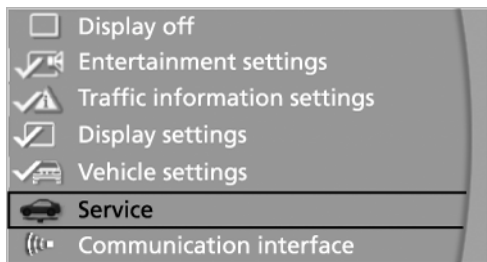 Display off
Entertainment settings
Traffic information settings
Display settings
Vehicle settings
Service
Communication interface